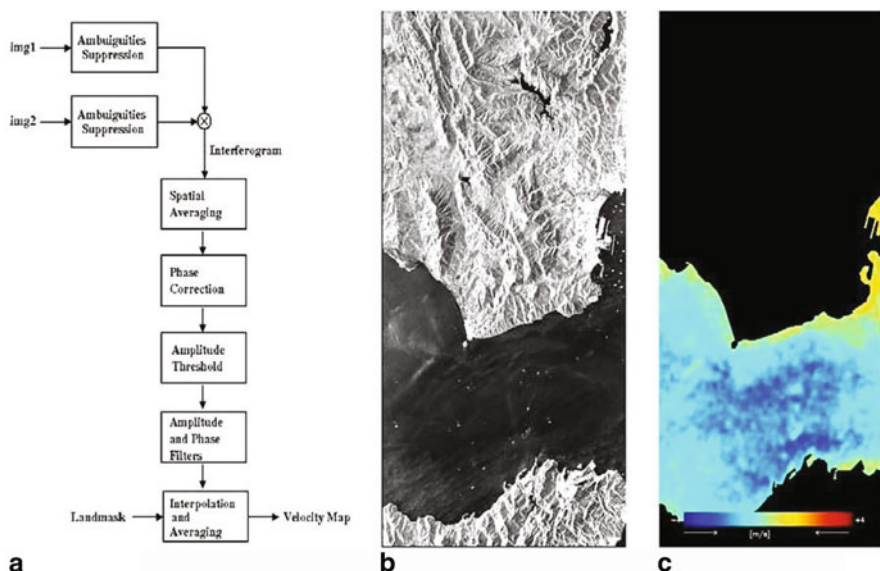 img1
Ambuiguities
Suppression
img2
Ambuiguities
Suppression
Interferogram
Spatial
Averaging
Phase
Correction
Amplitude
Threshold
Amplitude
and Phase
Filters
Landmask
Interpolation
and
Averaging
Velocity Map
+4
[m/s]
a
b
c